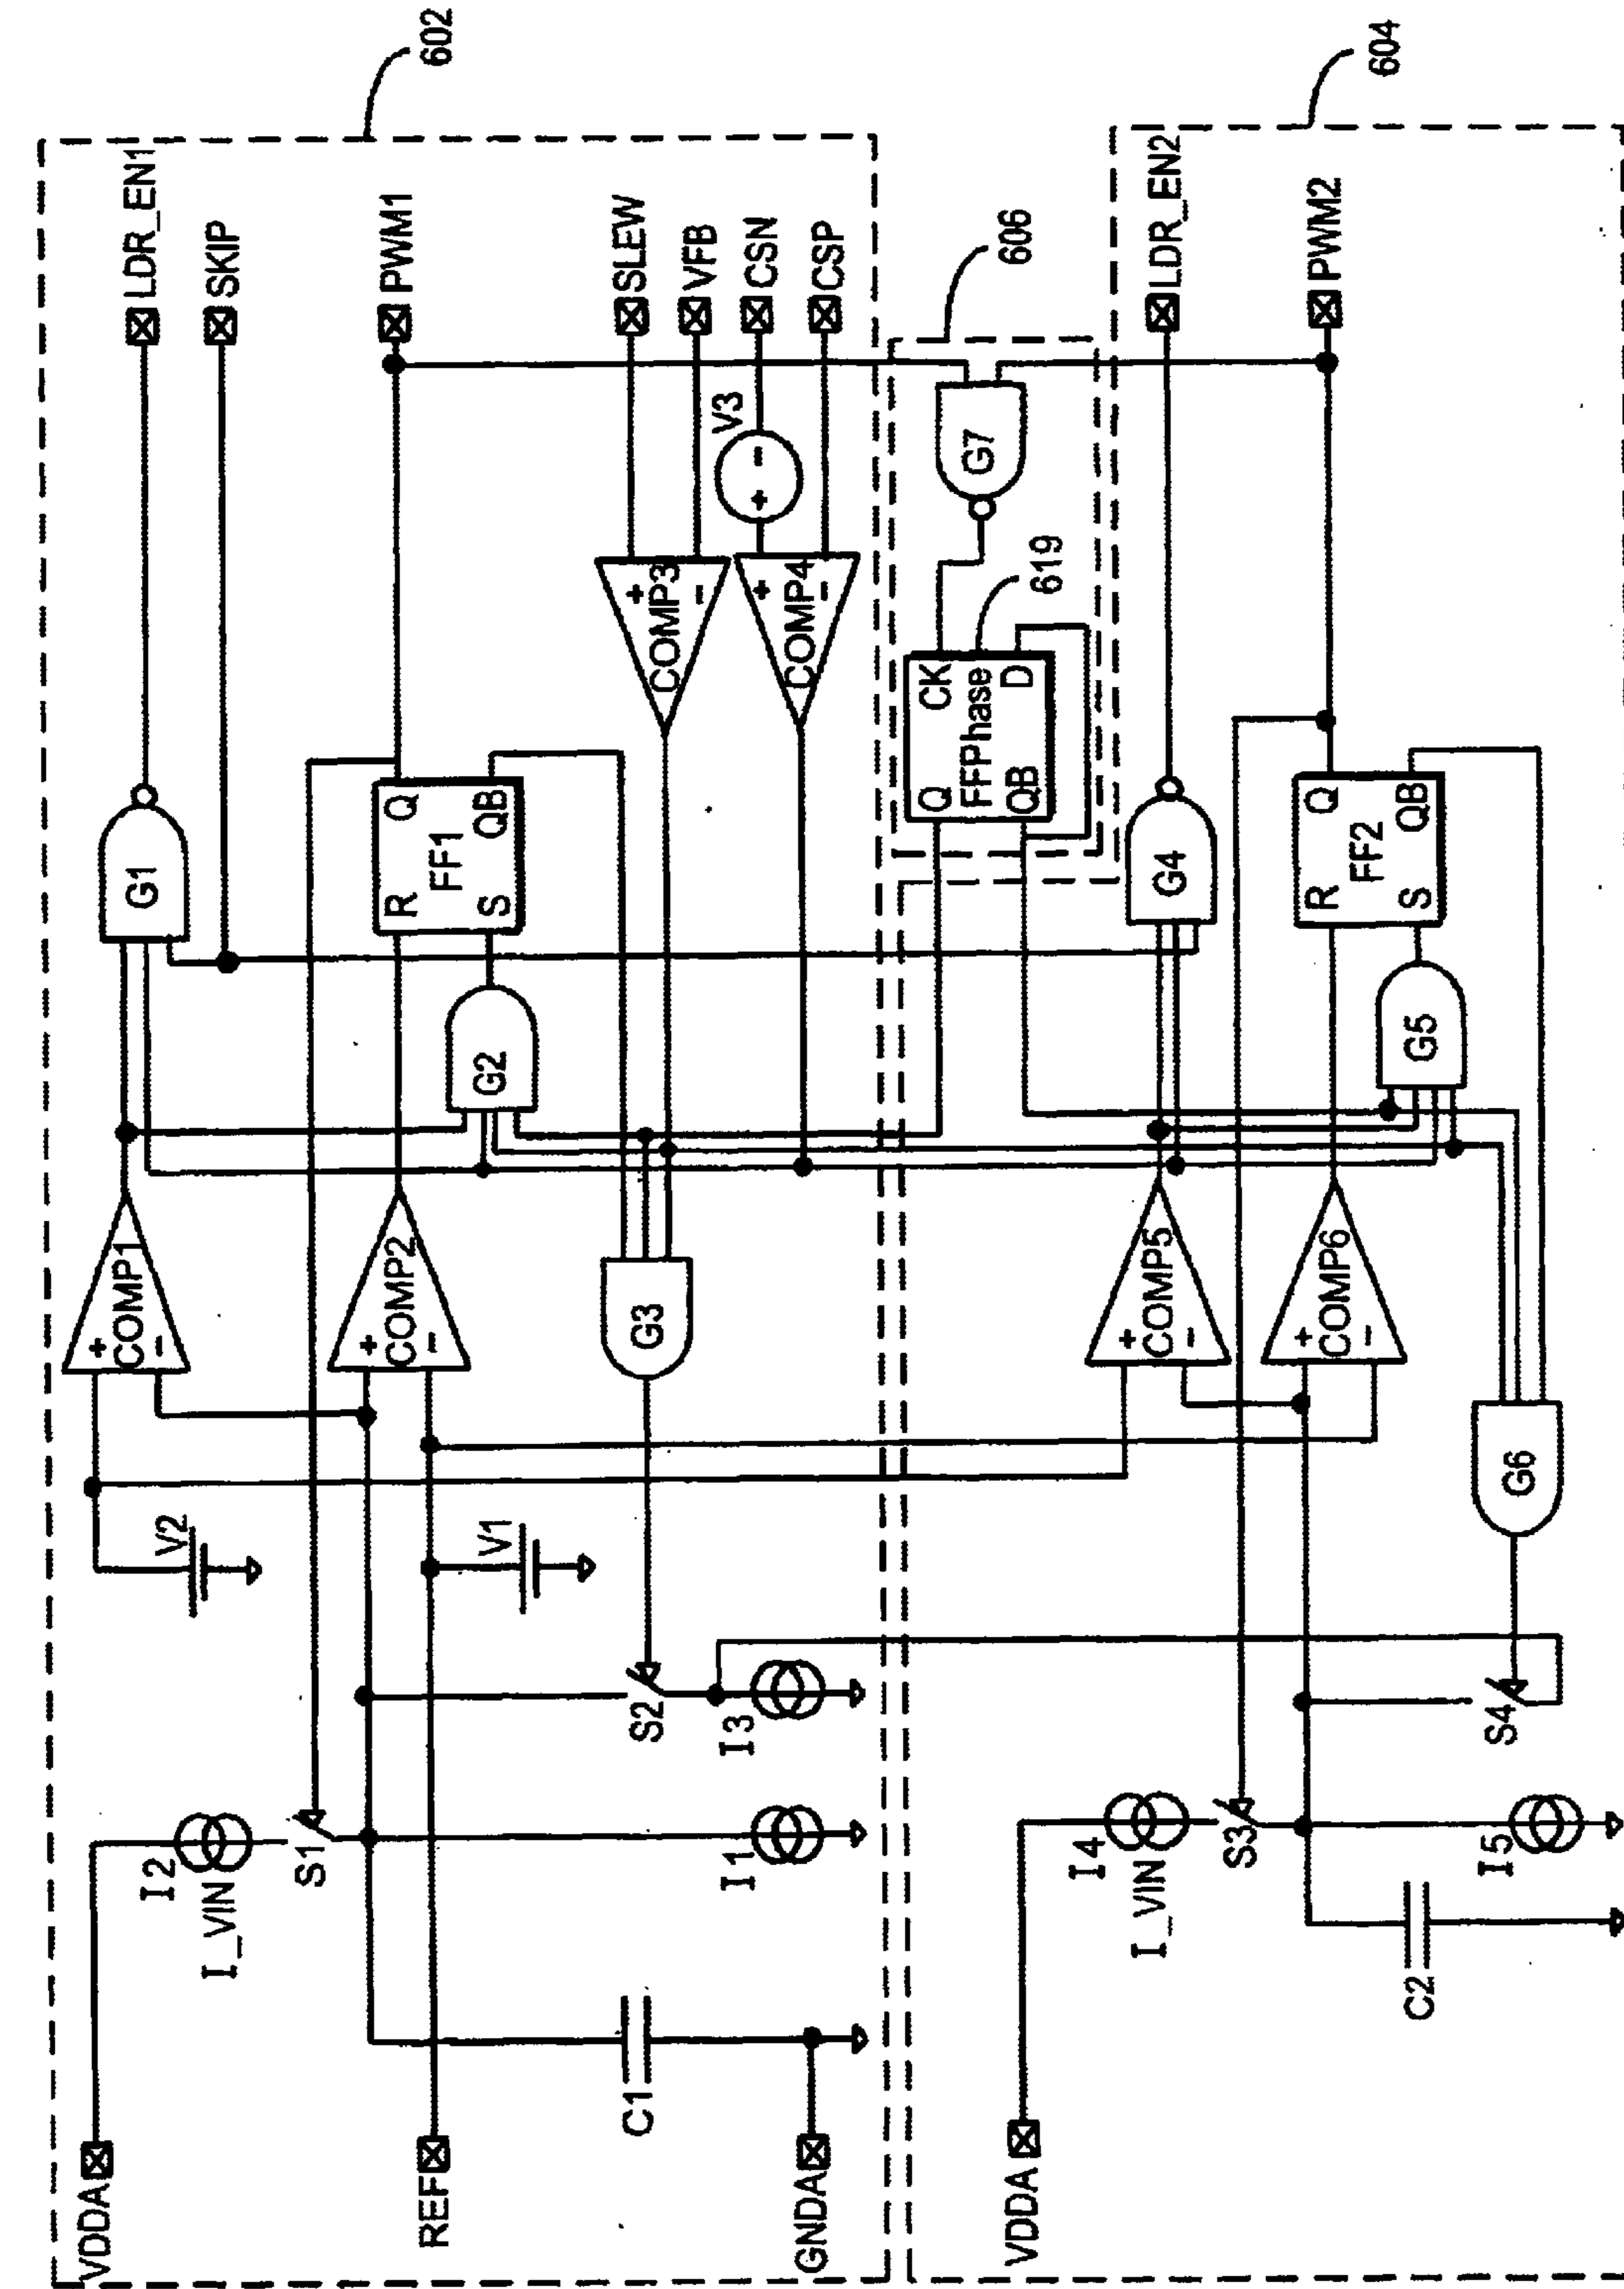 602
LDR_EN1
SKIP
PWM1
SLEW
VFB
CSN
CSP
V3
+ -
G1
R Q
FF1
S QB
G2
+
COMP3
-
+
COMP4
-
+
COMP1
-
+
COMP2
-
G3
V2
V1
S2
I3
I2
I_VIN
S1
I1
C1
VDDA
REF
GNDA
606
G7
619
Q CK
FFPhase
QB D
604
LDR_EN2
PWM2
G4
R Q
FF2
S QB
G5
+
COMP5
-
+
COMP6
-
G6
S4
I4
I_VIN
S3
I5
C2
VDDA